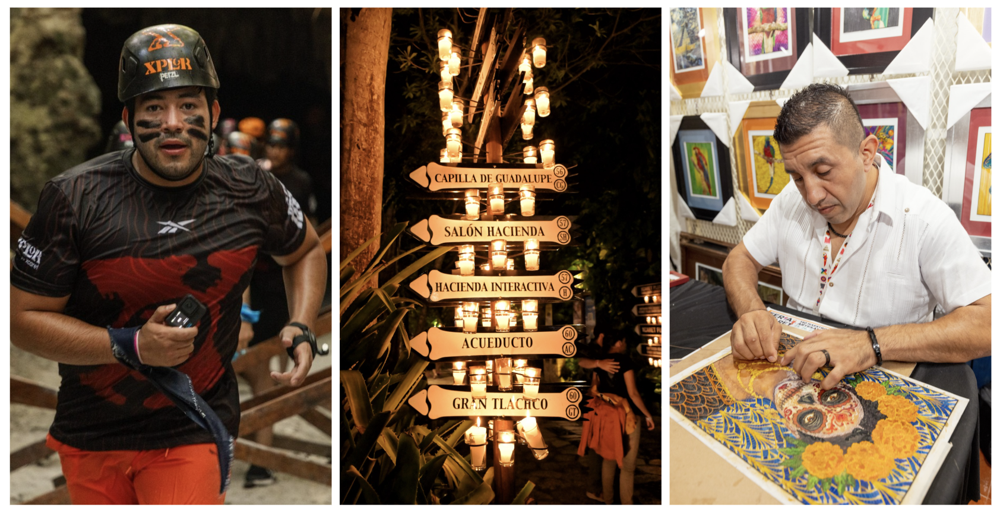 XPLOR
PETZL
XPLOR
BY xcaret
CAPILLA DE GUADALUPE
56
CG
SALÓN HACIENDA
57
SH
HACIENDA INTERACTIVA
57
H
ACUEDUCTO
60
AC
GRAN TLACHCO
60
GT